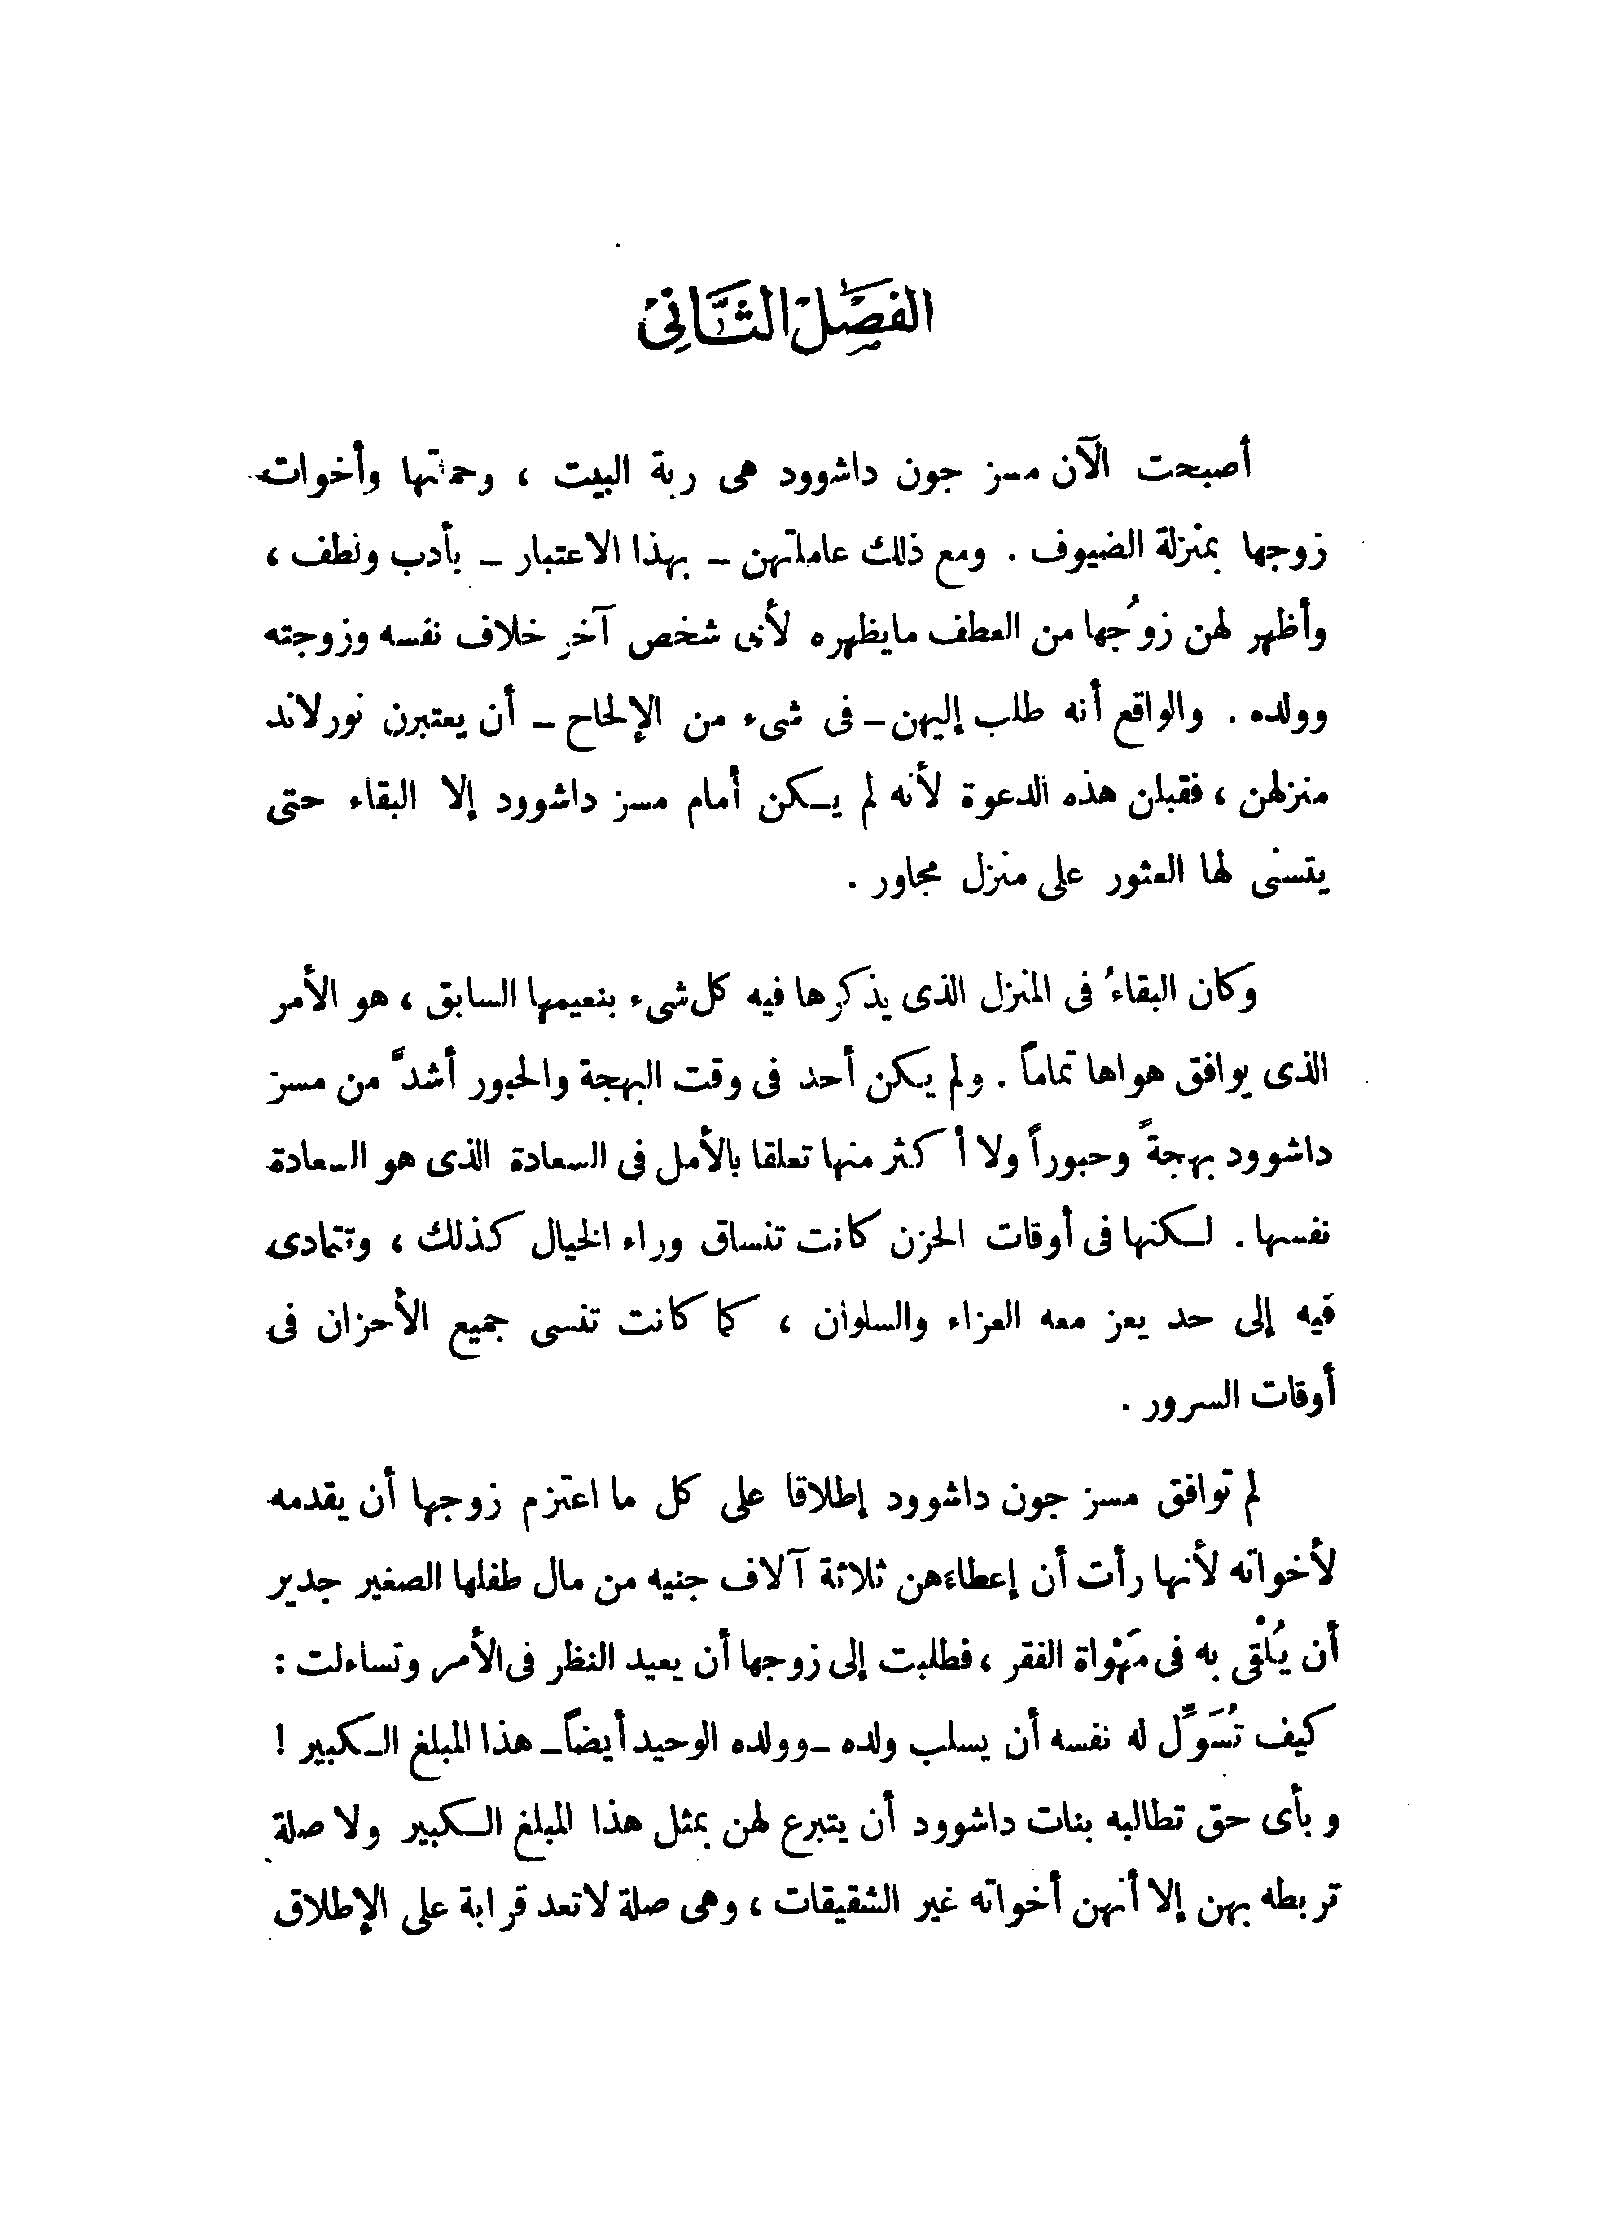 الفصل الثاني
أصبحت الآن مسز جون داشوود هى ربة البيت ، وحماتها وأخوات
زوجها بمنزلة الضيوف . ومع ذلك عاملتهن – بهذا الاعتبار – بأدب ونطف ،
وأظهر لهن زوجُها من العطف مايظهره لأى شخص آخر خلاف نفسه وزوجته
وولده . والواقع أنه طلب إليهن – فى شىء من الإلحاح – أن يعتبرن نورلاند
منزلهن ، فقبلن هذه الدعوة لأنه لم يكن أمام مسز داشوود إلا البقاء حتى
يتسنى لها العثور على منزل مجاور .
وكان البقاءُ فى المنزل الذى يذكرها فيه كل شىء بنعيمها السابق ، هو الأمر
الذى يوافق هواها تماماً . ولم يكن أحد فى وقت البهجة والحبور أشدَّ من مسز
داشوود بهجةً وحبوراً ولا أكثر منها تعلقا بالأمل فى السعادة الذى هو السعادة
نفسها . لكنها فى أوقات الحزن كانت تنساق وراء الخيال كذلك ، وتتمادى
فيه إلى حد يعز معه العزاء والسلوان ، كما كانت تنسى جميع الأحزان فى
أوقات السرور .
لم توافق مسز جون داشوود إطلاقا على كل ما اعتزم زوجها أن يقدمه
لأخواته لأنها رأت أن إعطاءهن ثلاثة آلاف جنيه من مال طفلها الصغير جدير
أن يُلْقى به فى مَهْواة الفقر ، فطلبت إلى زوجها أن يعيد النظر فى الأمر وتساءلت :
كيف تُسَوِّل له نفسه أن يسلب ولده – وولده الوحيد أيضاً – هذا المبلغ الكبير !
وبأى حق تطالبه بنات داشوود أن يتبرع لهن بمثل هذا المبلغ الكبير ولا صلة
تربطه بهن إلا أنهن أخواته غير الشقيقات ، وهى صلة لاتعد قرابة على الإطلاق